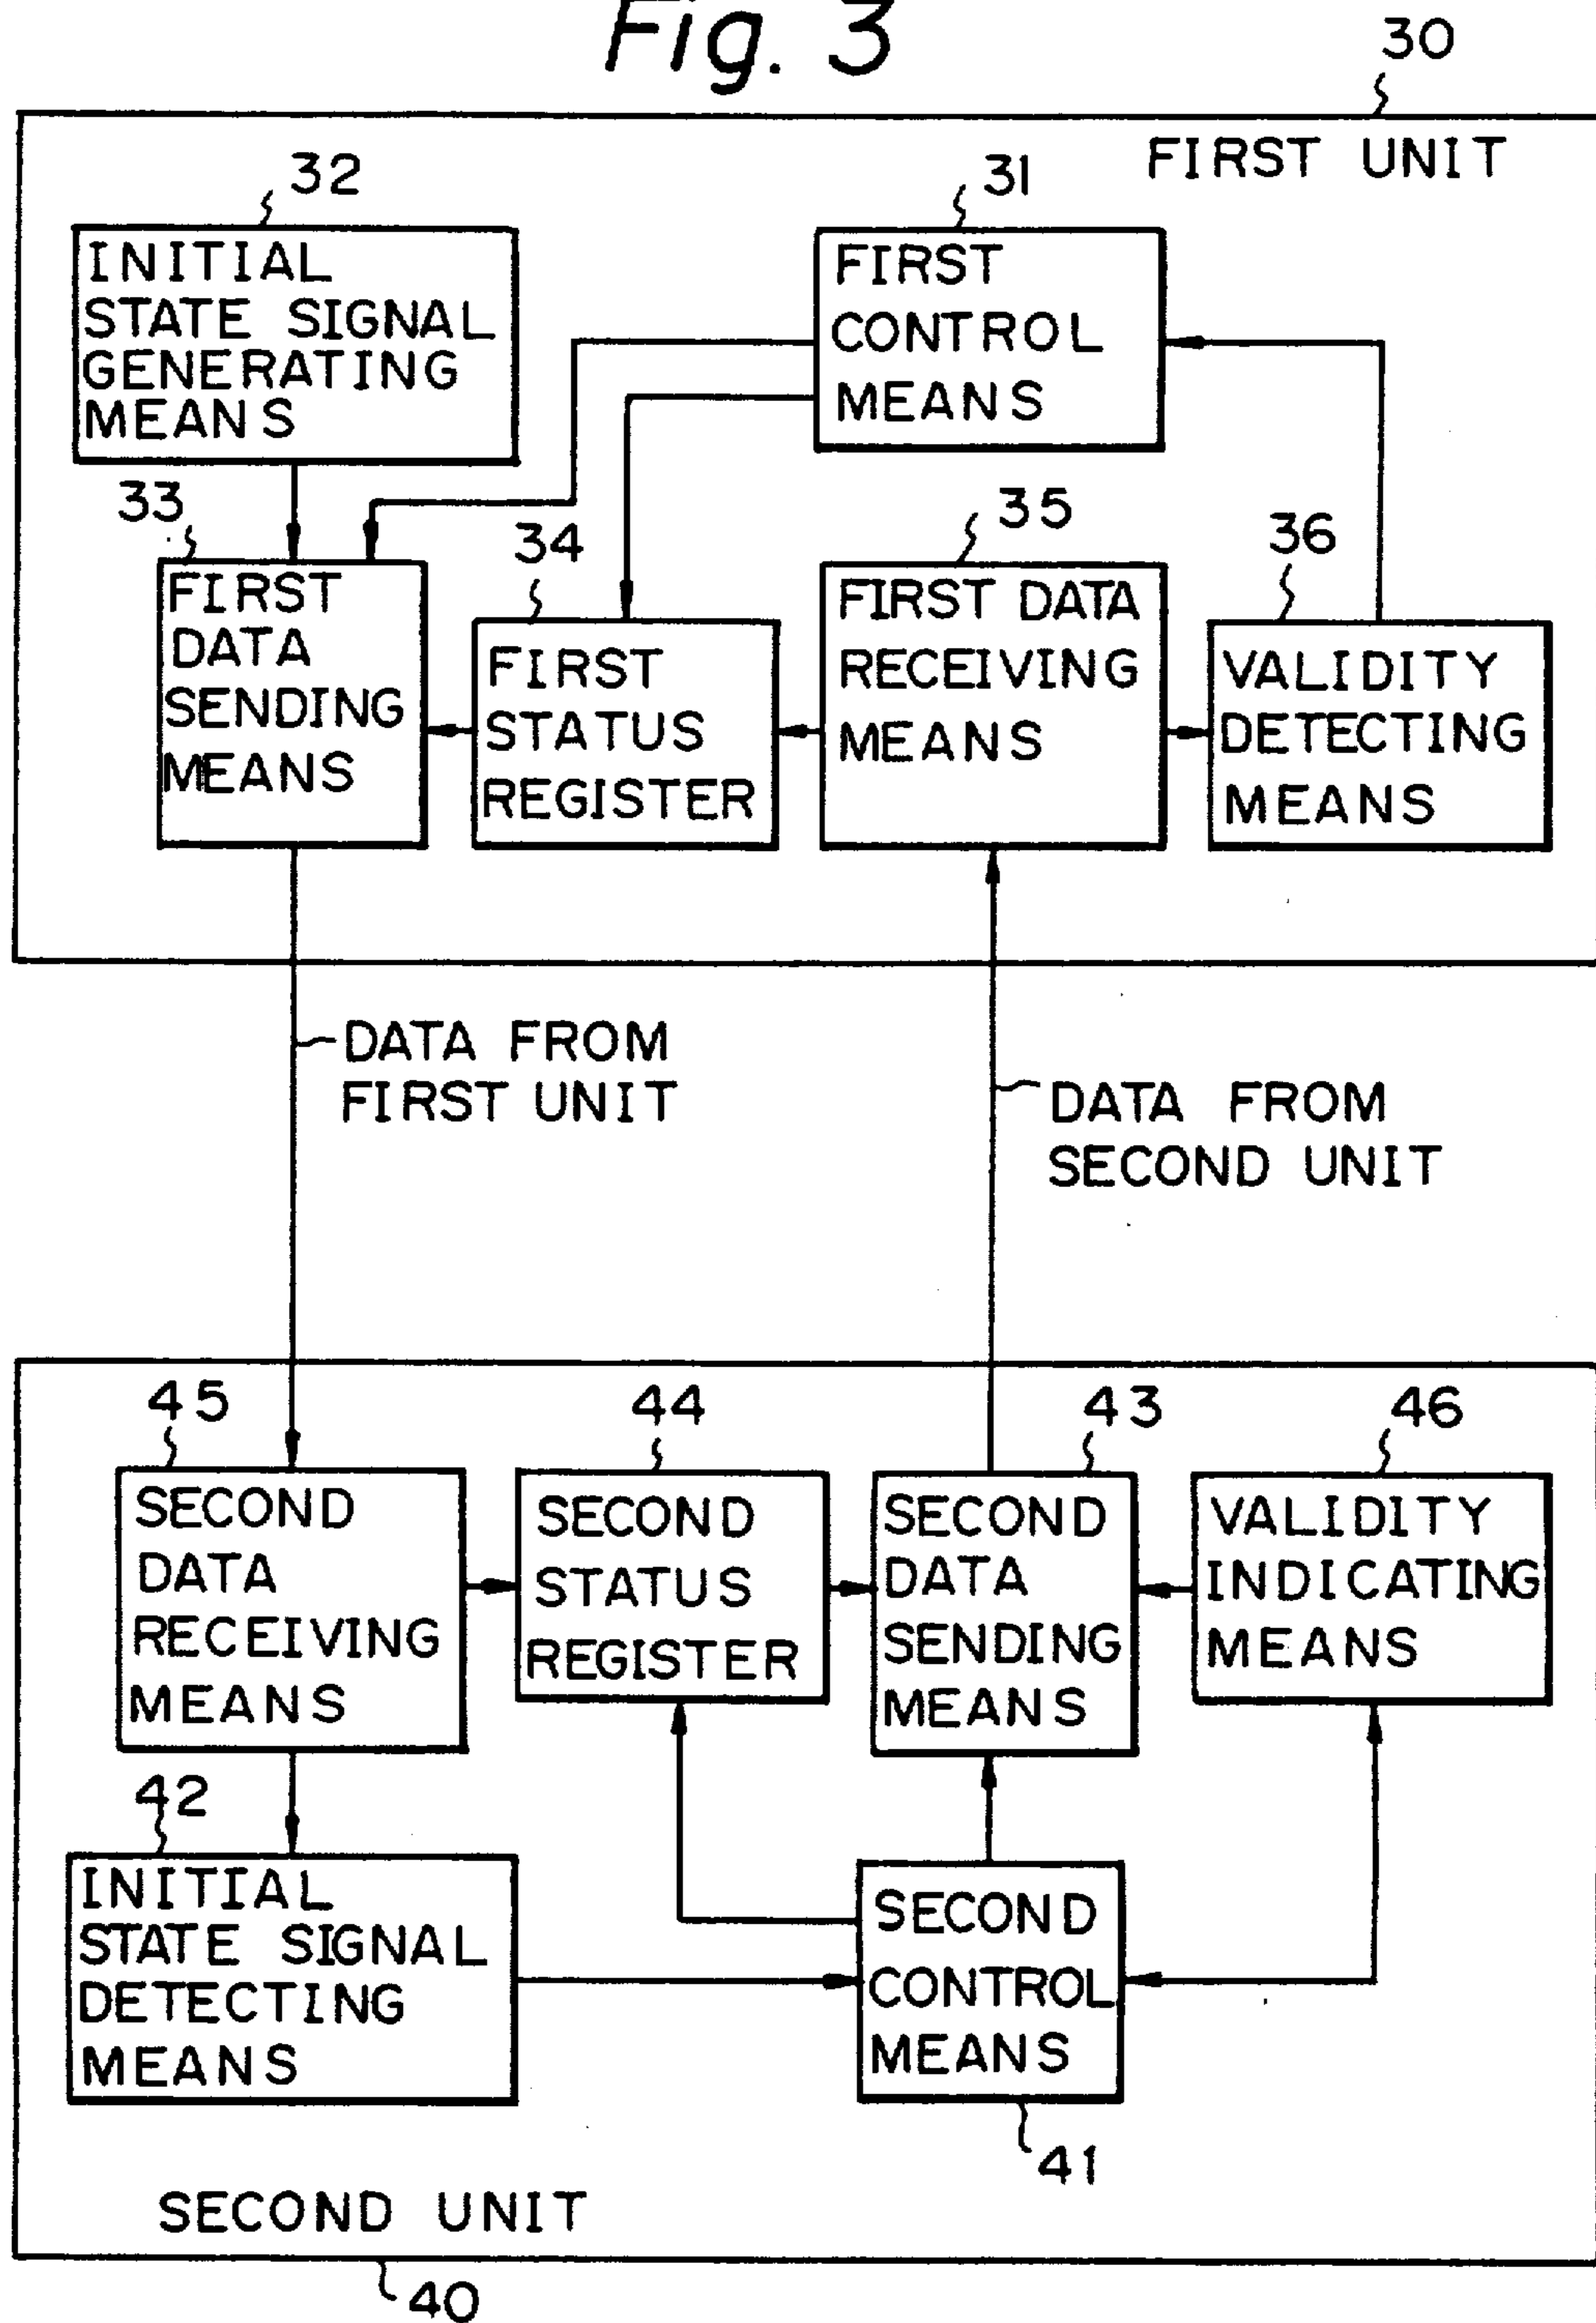 Fig. 3
30
FIRST UNIT
32
INITIAL
STATE SIGNAL
GENERATING
MEANS
31
FIRST
CONTROL
MEANS
33
FIRST
DATA
SENDING
MEANS
34
FIRST
STATUS
REGISTER
35
FIRST DATA
RECEIVING
MEANS
36
VALIDITY
DETECTING
MEANS
DATA FROM
FIRST UNIT
DATA FROM
SECOND UNIT
45
SECOND
DATA
RECEIVING
MEANS
44
SECOND
STATUS
REGISTER
43
SECOND
DATA
SENDING
MEANS
46
VALIDITY
INDICATING
MEANS
42
INITIAL
STATE SIGNAL
DETECTING
MEANS
SECOND
CONTROL
MEANS
41
SECOND UNIT
40